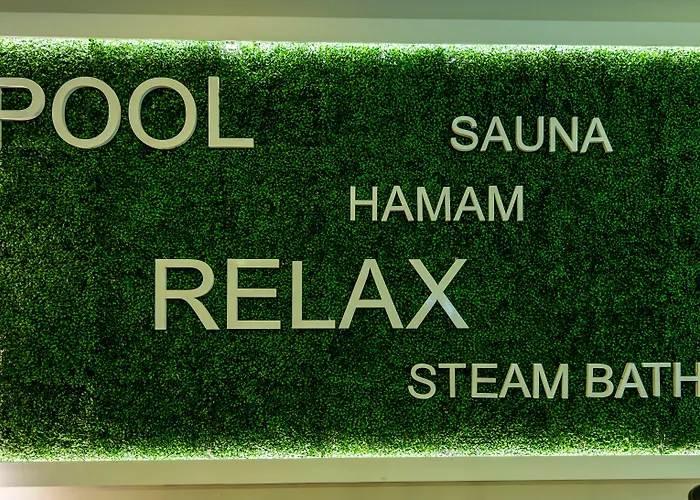 POOL
SAUNA
HAMAM
RELAX
STEAM BATH